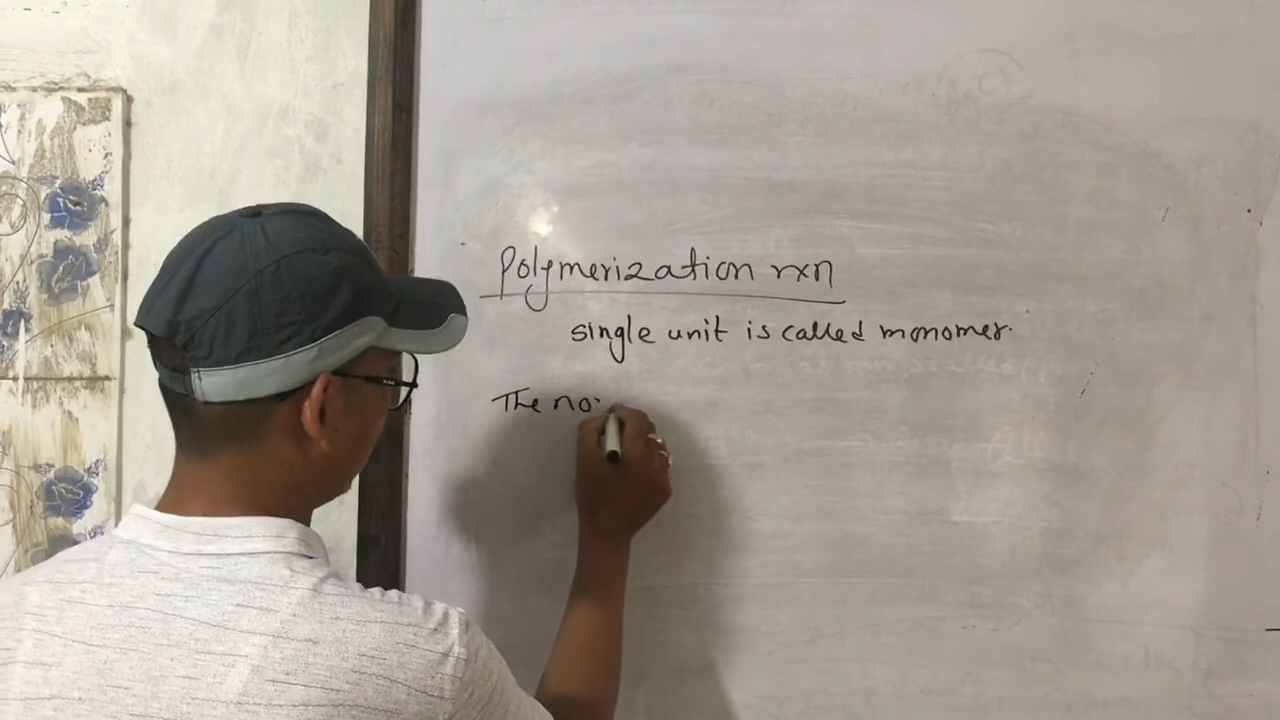 Polymerization rxn
single unit is called monomer.
The no.